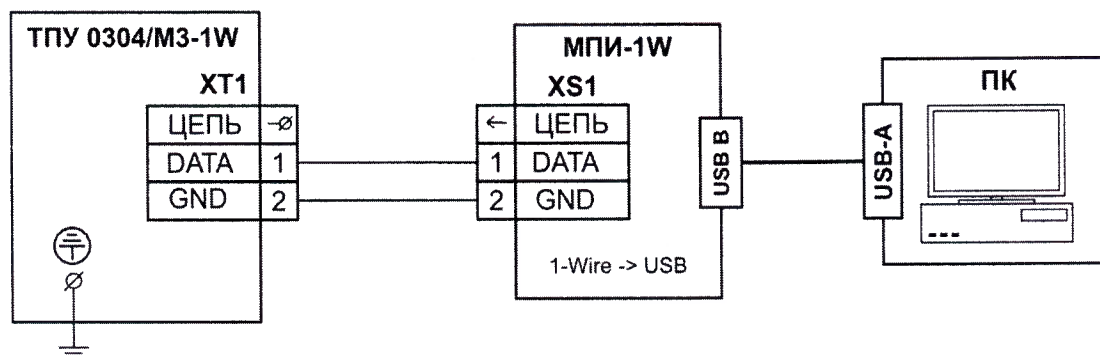 ТПУ 0304/М3-1W
XT1
ЦЕПЬ
DATA 1
GND 2
МПИ-1W
XS1
ЦЕПЬ
1 DATA
2 GND
1-Wire -> USB
USB B
USB-A
ПК